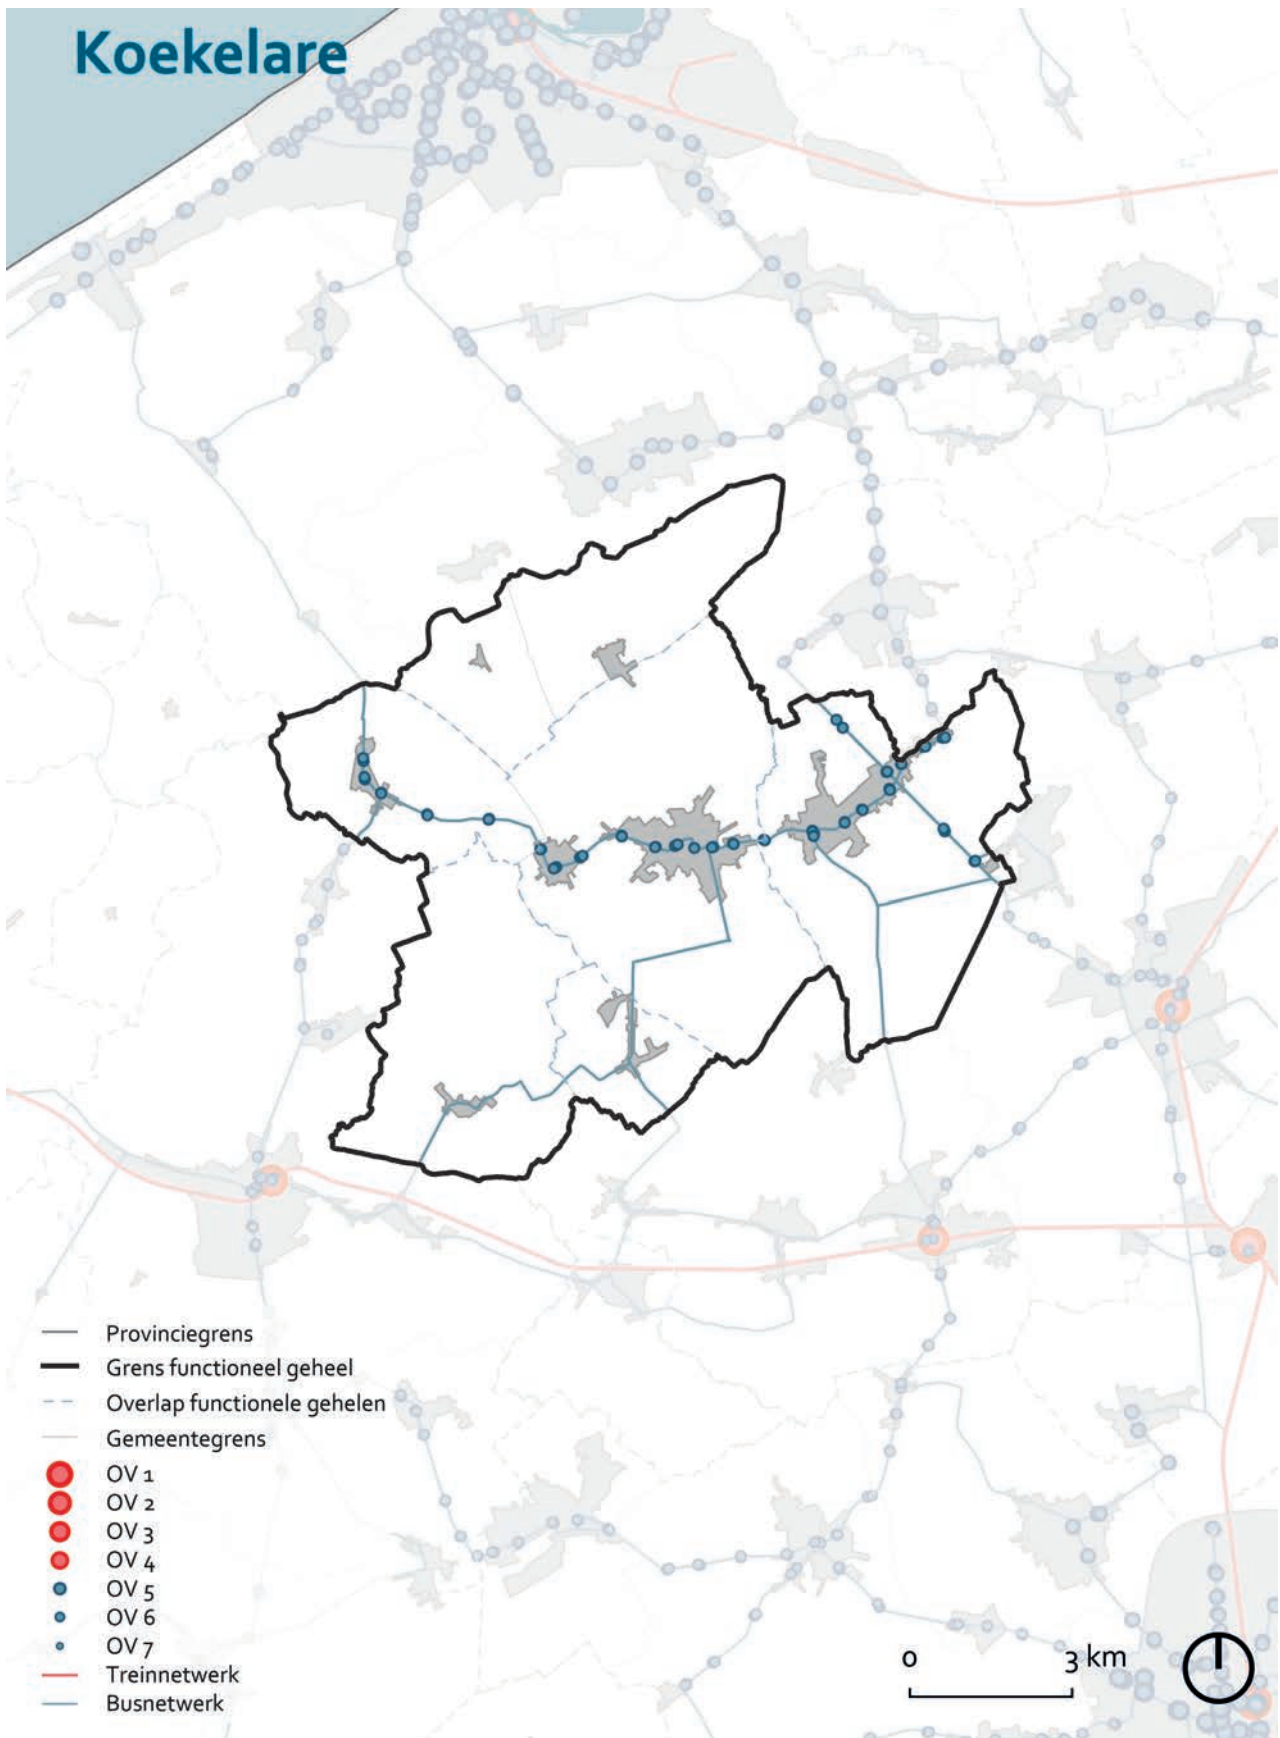 Koekelare
Provinciegrens
Grens functioneel geheel
Overlap functionele gehelen
Gemeentegrens
OV 1
OV 2
OV 3
OV 4
OV 5
OV 6
OV 7
Treinnetwerk
Busnetwerk
0 3 km